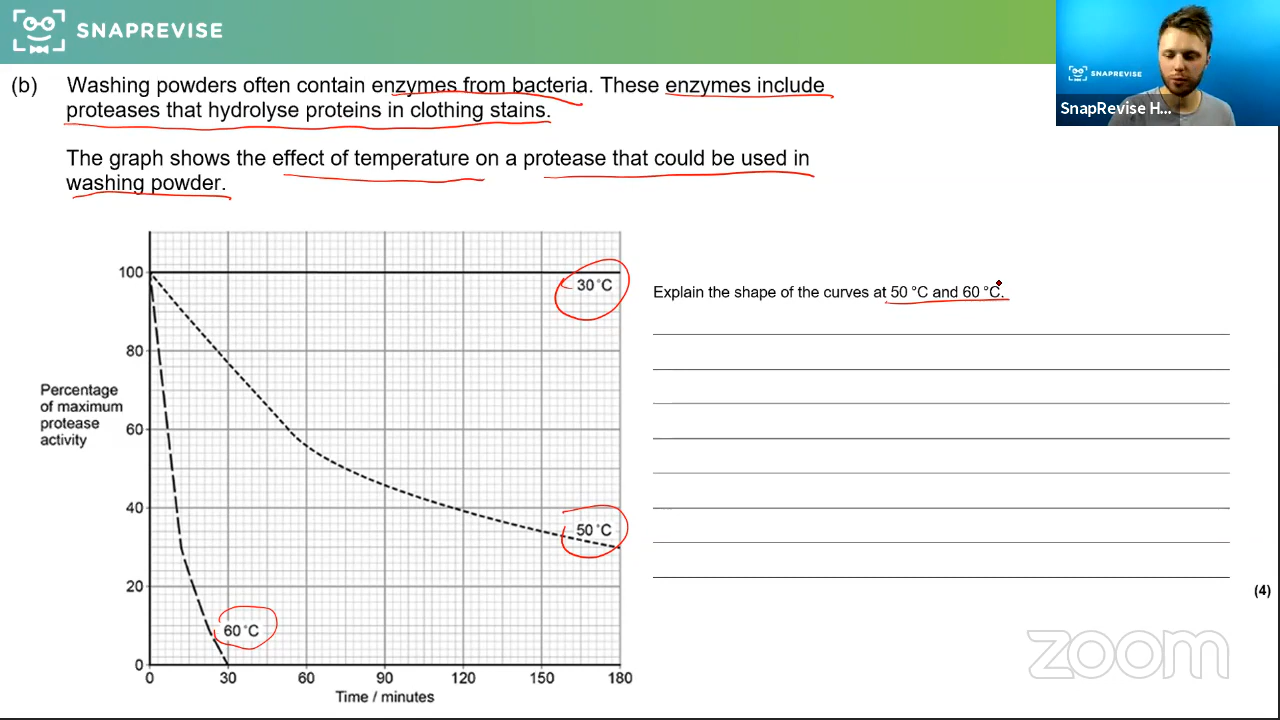 SNAPREVISE
SNAPREVISE
SnapRevise H...
(b) Washing powders often contain enzymes from bacteria. These enzymes include
proteases that hydrolyse proteins in clothing stains.
The graph shows the effect of temperature on a protease that could be used in
washing powder.
100
80
60
40
20
0
Percentage
of maximum
protease
activity
30 °C
50 °C
60 °C
0 30 60 90 120 150 180
Time / minutes
Explain the shape of the curves at 50 °C and 60 °C.
(4)
zoom